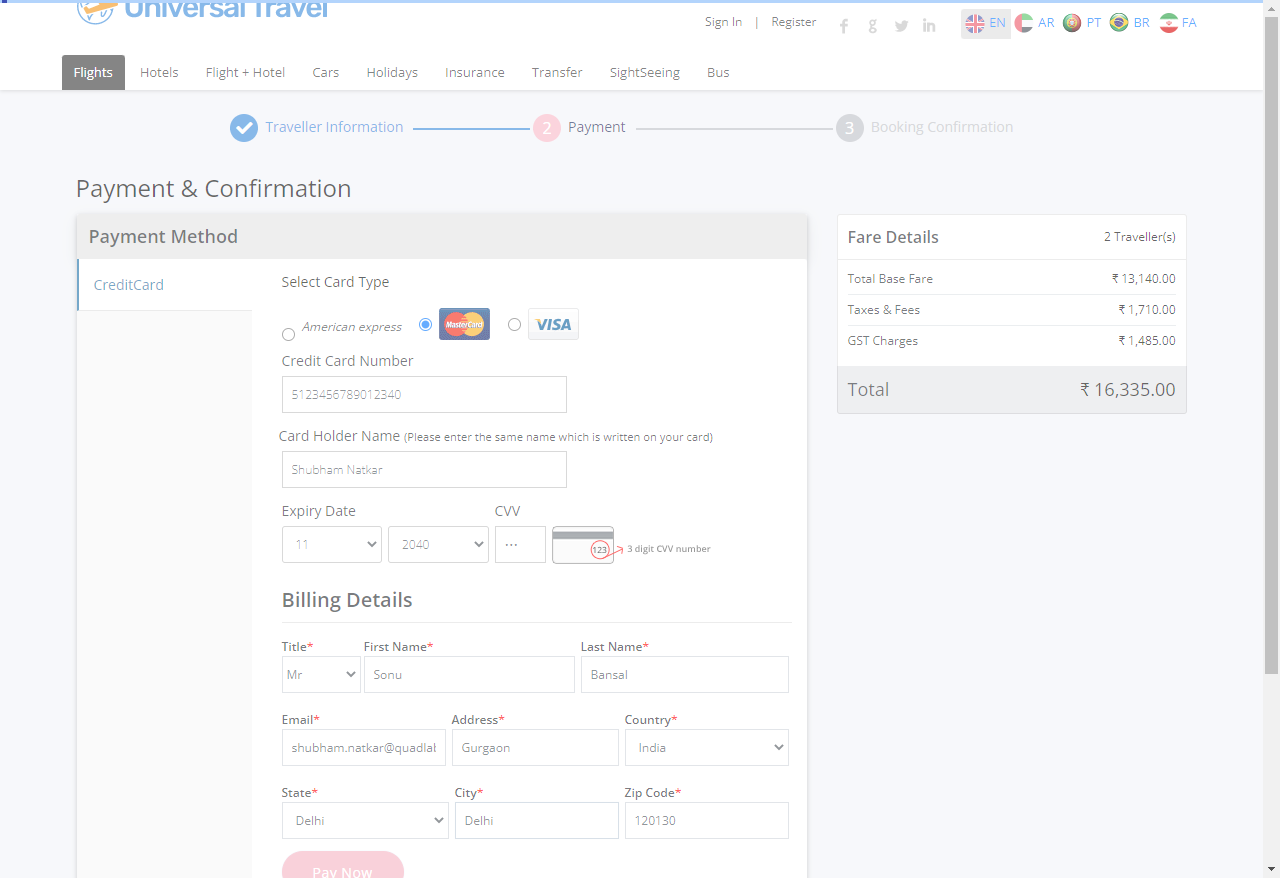 Universal Travel
Sign In | Register
EN AR PT BR FA
Flights Hotels Flight + Hotel Cars Holidays Insurance Transfer SightSeeing Bus
Traveller Information 2 Payment 3 Booking Confirmation
Payment & Confirmation
Payment Method
CreditCard
Select Card Type
American express MasterCard VISA
Credit Card Number
5123456789012340
Card Holder Name (Please enter the same name which is written on your card)
Shubham Natkar
Expiry Date CVV
11 2040 ... 123 3 digit CVV number
Billing Details
Title* First Name* Last Name*
Mr Sonu Bansal
Email* Address* Country*
shubham.natkar@quadlab Gurgaon India
State* City* Zip Code*
Delhi Delhi 120130
Pay Now
Fare Details 2 Traveller(s)
Total Base Fare ₹ 13,140.00
Taxes & Fees ₹ 1,710.00
GST Charges ₹ 1,485.00
Total ₹ 16,335.00